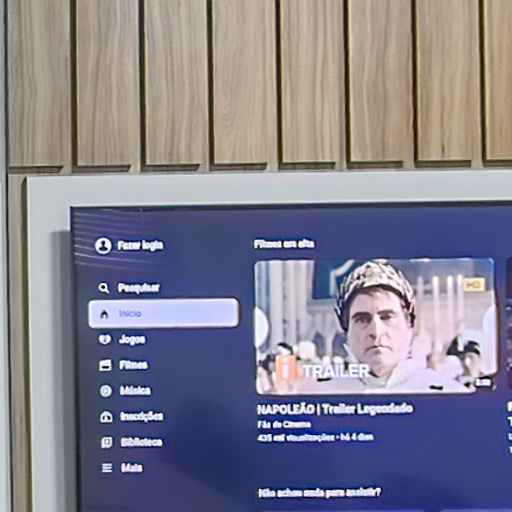 Fazer login
Filmes em alta
Pesquisar
Início
Jogos
Filmes
Música
Inscrições
Biblioteca
Mais
HD
i TRAILER
NAPOLEÃO | Trailer Legendado
Fãs de Cinema
435 mil visualizações • há 4 dias
Não achou nada para assistir?